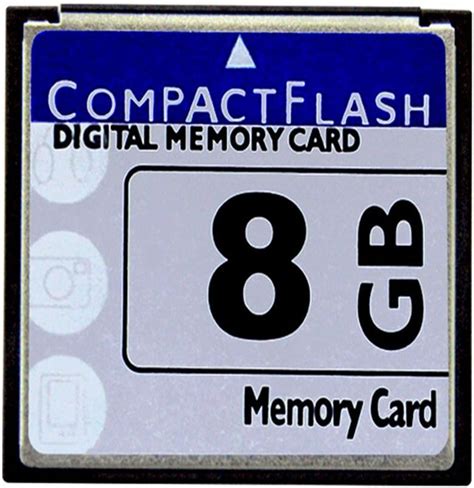 COMPACTFLASH
DIGITAL MEMORY CARD
8 GB
Memory Card